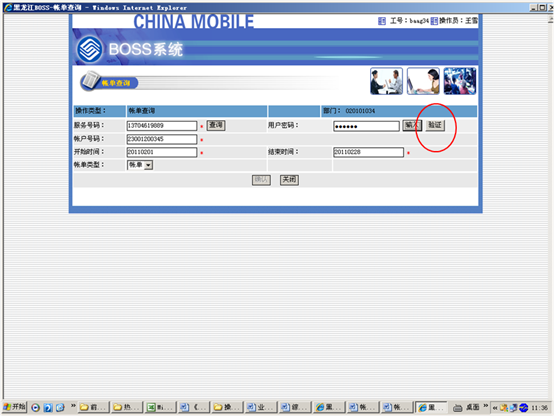 黑龙江BOSS-帐单查询 - Windows Internet Explorer
CHINA MOBILE
工号：baag34 操作员：王雪
BOSS系统
帐单查询
操作类型： 帐单查询 部门： 020101034
服务号码： 13704619889 * 查询 用户密码： ●●●●●● 输入 验证
帐户号码： 23001200345 *
开始时间： 20110201 * 结束时间： 20110228 *
帐单类型： 帐单
确认 关闭
开始 » 前... 热... Mi... 《... 操... 业... 综... 黑... 帐... 帐... 黑... 桌面 » « 11:36